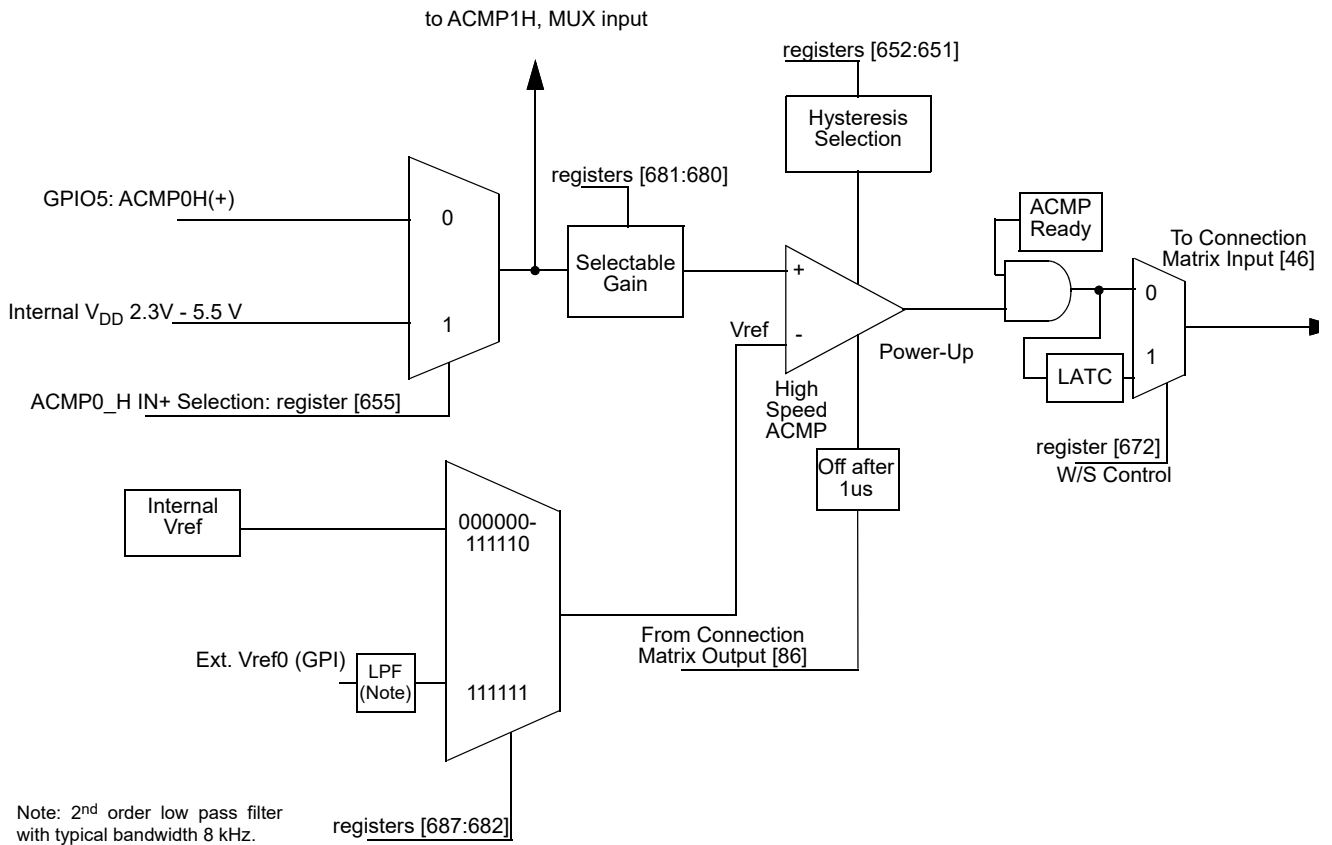 to ACMP1H, MUX input
registers [652:651]
Hysteresis
Selection
registers [681:680]
GPIO5: ACMP0H(+)
0
Selectable
Gain
ACMP
Ready
To Connection
Matrix Input [46]
+
0
Internal VDD 2.3V - 5.5 V
1
Vref
-
Power-Up
1
LATC
ACMP0_H IN+ Selection: register [655]
High
Speed
ACMP
register [672]
W/S Control
Off after
1us
Internal
Vref
000000-
111110
From Connection
Matrix Output [86]
Ext. Vref0 (GPI)
LPF
(Note)
111111
Note: 2nd order low pass filter
with typical bandwidth 8 kHz.
registers [687:682]